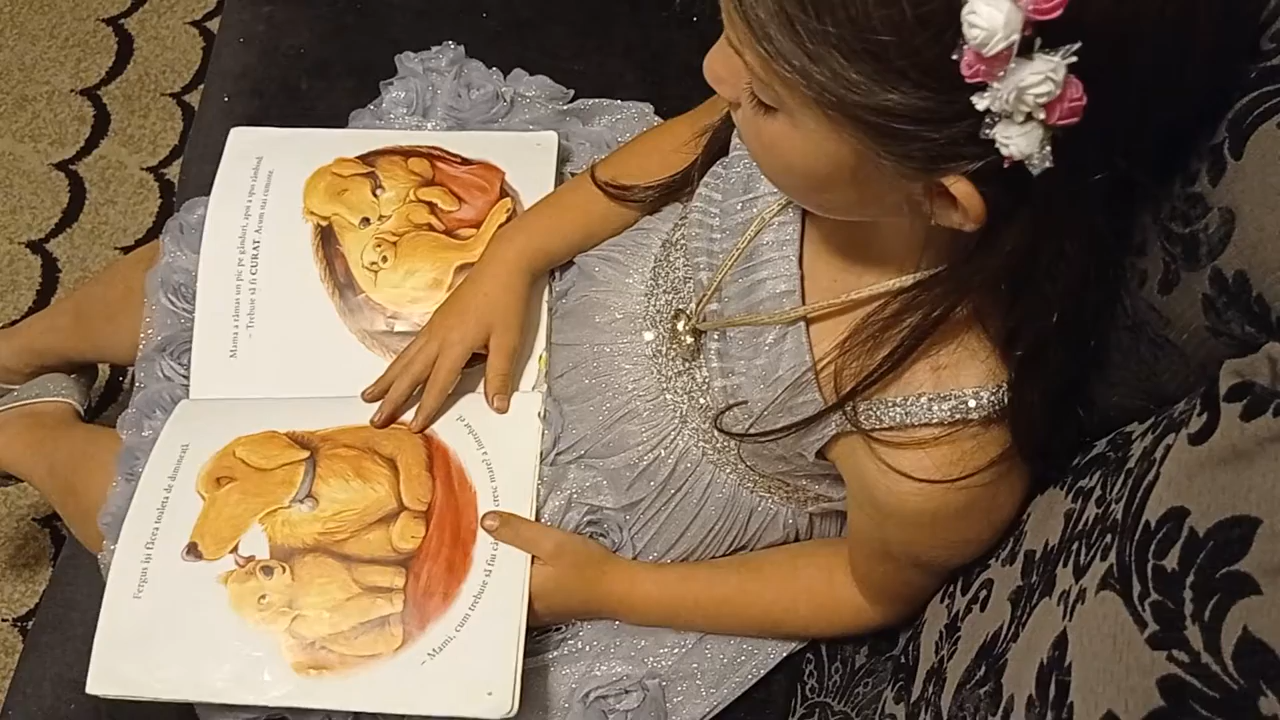 Fergus își făcea toaleta de dimineață
– Mami, cum trebuie să fiu cresc mare? a întrebat el.
Mama a rămas un pic pe gânduri, apoi a spus zâmbind:
– Trebuie să fi CURAT. Acum stai cuminte.